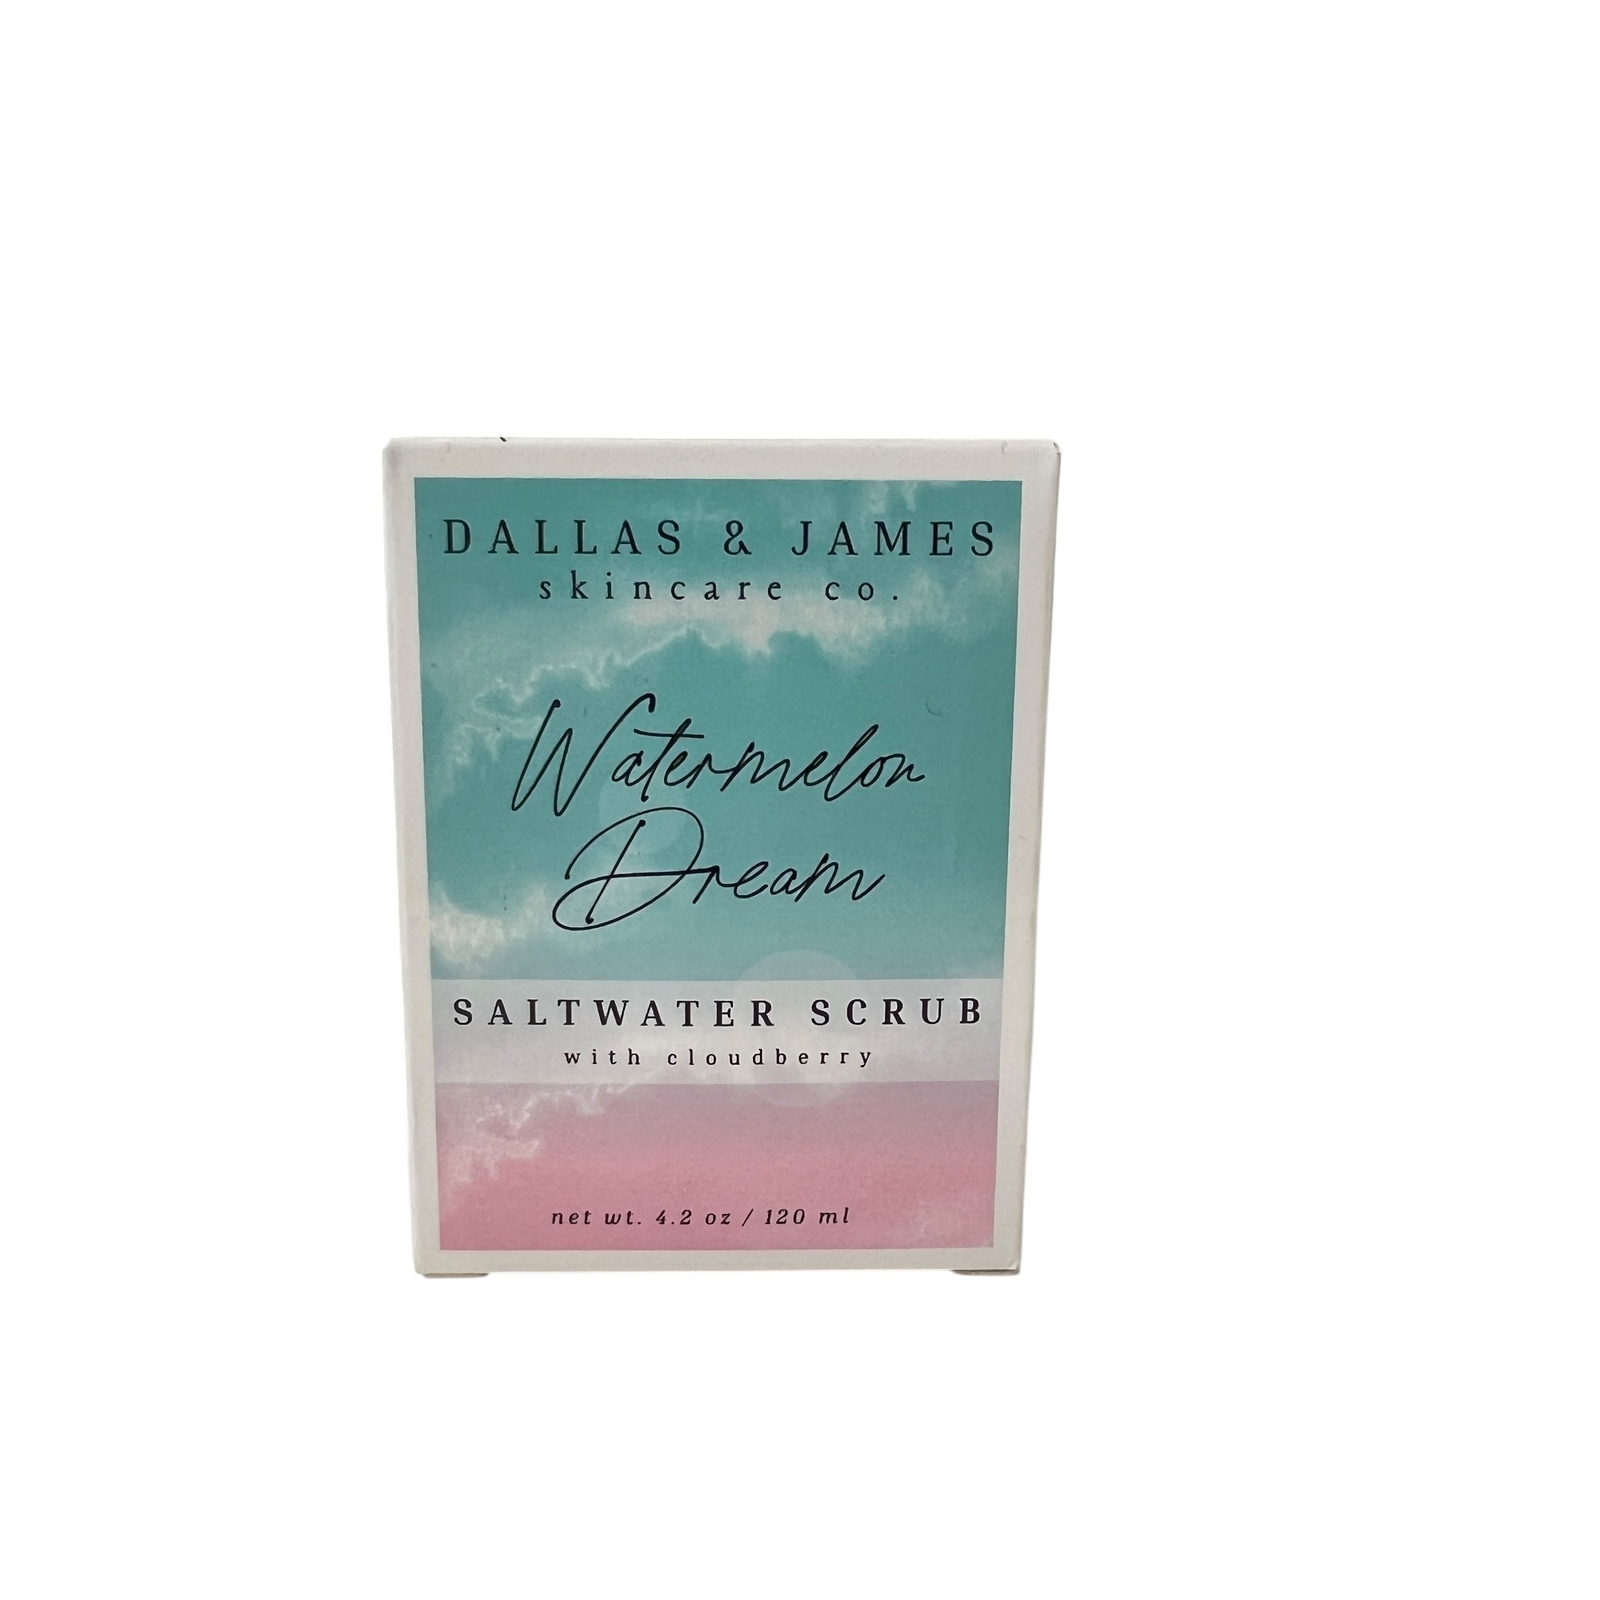 DALLAS & JAMES
skincare co.
Watermelon
Dream
SALTWATER SCRUB
with cloudberry
net wt. 4.2 oz / 120 ml